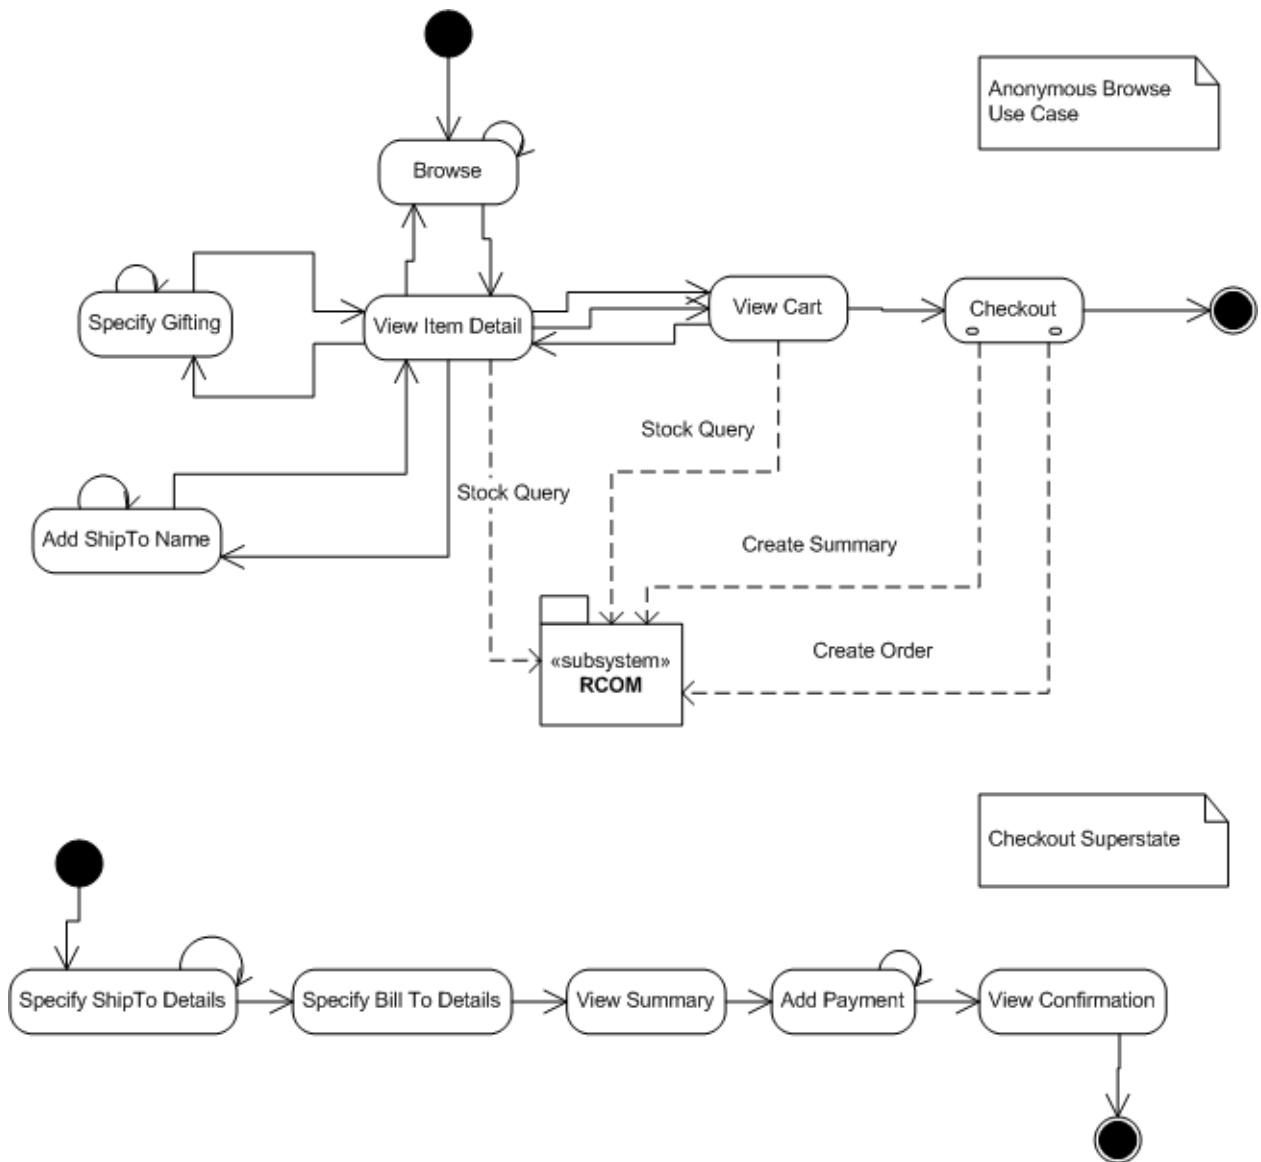 Anonymous Browse
Use Case
Browse
Specify Gifting
View Item Detail
View Cart
Checkout
Stock Query
Stock Query
Add ShipTo Name
Create Summary
Create Order
«subsystem»
RCOM
Checkout Superstate
Specify ShipTo Details
Specify Bill To Details
View Summary
Add Payment
View Confirmation